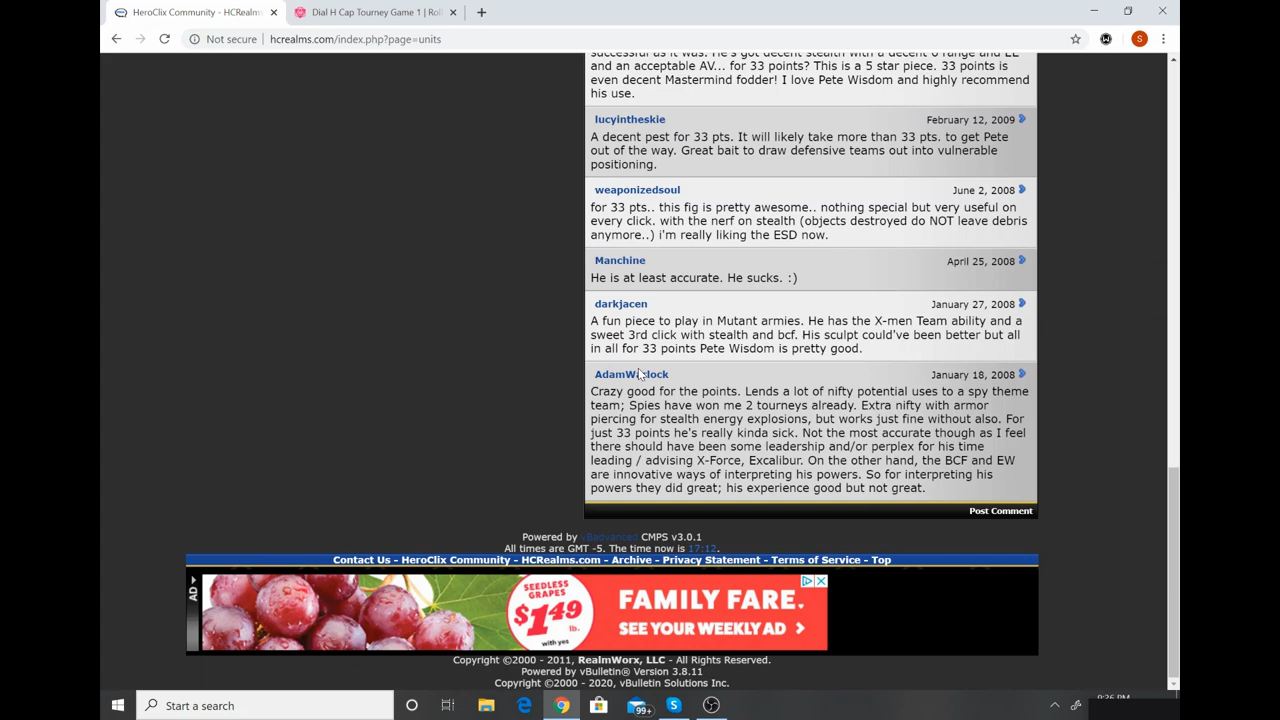 HeroClix Community - HCRealms
Dial H Cap Tourney Game 1 | Roll
Not secure
hcrealms.com/index.php?page=units
S
successful as it was. He's got decent stealth with a decent 6 range and EE
and an acceptable AV... for 33 points? This is a 5 star piece. 33 points is
even decent Mastermind fodder! I love Pete Wisdom and highly recommend
his use.
lucyintheskie
February 12, 2009
A decent pest for 33 pts. It will likely take more than 33 pts. to get Pete
out of the way. Great bait to draw defensive teams out into vulnerable
positioning.
weaponizedsoul
June 2, 2008
for 33 pts.. this fig is pretty awesome.. nothing special but very useful on
every click. with the nerf on stealth (objects destroyed do NOT leave debris
anymore..) i'm really liking the ESD now.
Manchine
April 25, 2008
He is at least accurate. He sucks. :)
darkjacen
January 27, 2008
A fun piece to play in Mutant armies. He has the X-men Team ability and a
sweet 3rd click with stealth and bcf. His sculpt could've been better but all
in all for 33 points Pete Wisdom is pretty good.
AdamWarlock
January 18, 2008
Crazy good for the points. Lends a lot of nifty potential uses to a spy theme
team; Spies have won me 2 tourneys already. Extra nifty with armor
piercing for stealth energy explosions, but works just fine without also. For
just 33 points he's really kinda sick. Not the most accurate though as I feel
there should have been some leadership and/or perplex for his time
leading / advising X-Force, Excalibur. On the other hand, the BCF and EW
are innovative ways of interpreting his powers. So for interpreting his
powers they did great; his experience good but not great.
Post Comment
Powered by vBadvanced CMPS v3.0.1
All times are GMT -5. The time now is 17:12.
Contact Us - HeroClix Community - HCRealms.com - Archive - Privacy Statement - Terms of Service - Top
AD
SEEDLESS
GRAPES
$1.49
lb.
with yes
FAMILY FARE.
SEE YOUR WEEKLY AD
Copyright ©2000 - 2011, RealmWorx, LLC - All Rights Reserved.
Powered by vBulletin® Version 3.8.11
Copyright ©2000 - 2020, vBulletin Solutions Inc.
Start a search
99+
9:36 PM